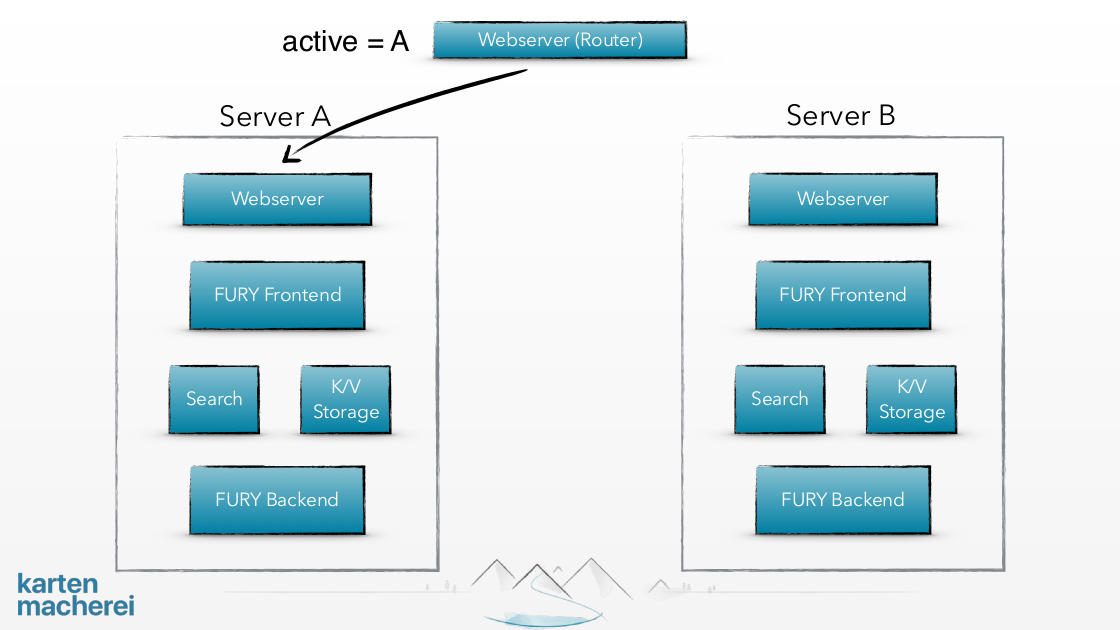 active = A
Webserver (Router)
Server A
Server B
Webserver
Webserver
FURY Frontend
FURY Frontend
Search
K/V
Storage
Search
K/V
Storage
FURY Backend
FURY Backend
karten
macherei